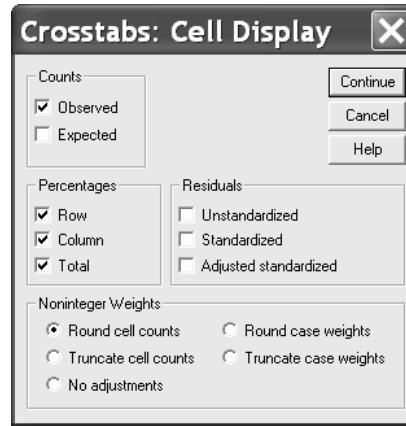 Crosstabs: Cell Display
Counts
Observed
Expected
Continue
Cancel
Help
Percentages
Row
Column
Total
Residuals
Unstandardized
Standardized
Adjusted standardized
Noninteger Weights
Round cell counts
Round case weights
Truncate cell counts
Truncate case weights
No adjustments